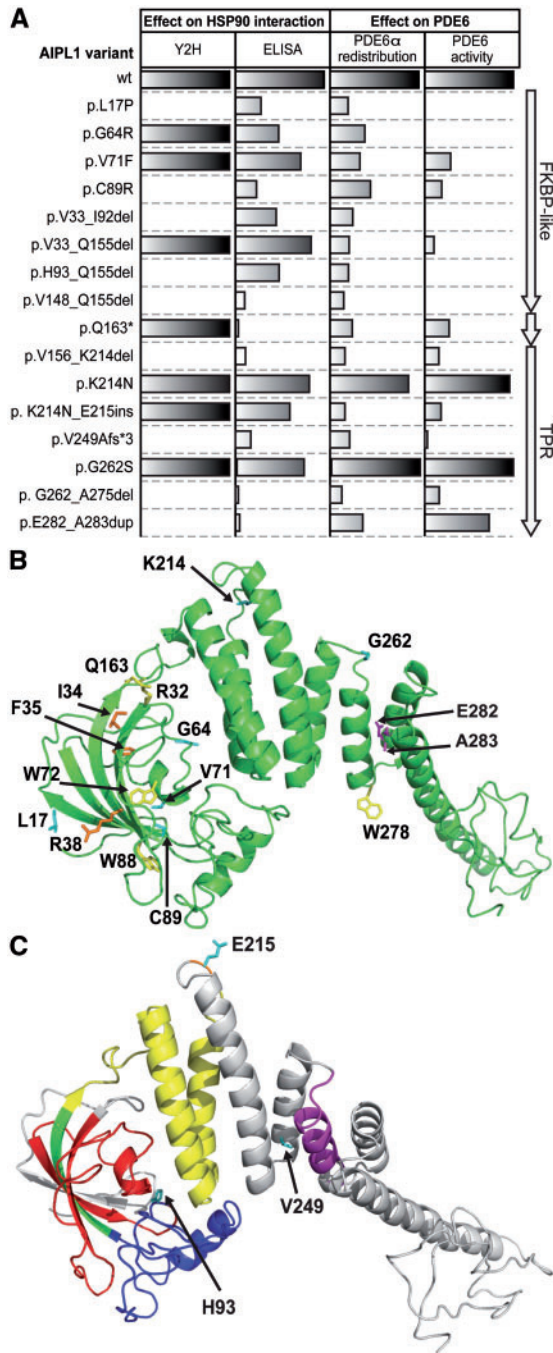 A
Effect on HSP90 interaction Effect on PDE6
AIPL1 variant Y2H ELISA PDE6α redistribution PDE6 activity
wt
p.L17P
p.G64R
p.V71F
p.C89R
p.V33_I92del
p.V33_Q155del
p.H93_Q155del
p.V148_Q155del
p.Q163*
p.V156_K214del
p.K214N
p. K214N_E215ins
p.V249Afs*3
p.G262S
p. G262_A275del
p.E282_A283dup
FKBP-like
TPR
B
K214
Q163
G262
I34
R32
F35
G64
E282
A283
W72
V71
L17
R38
W88
W278
C89
C
E215
V249
H93